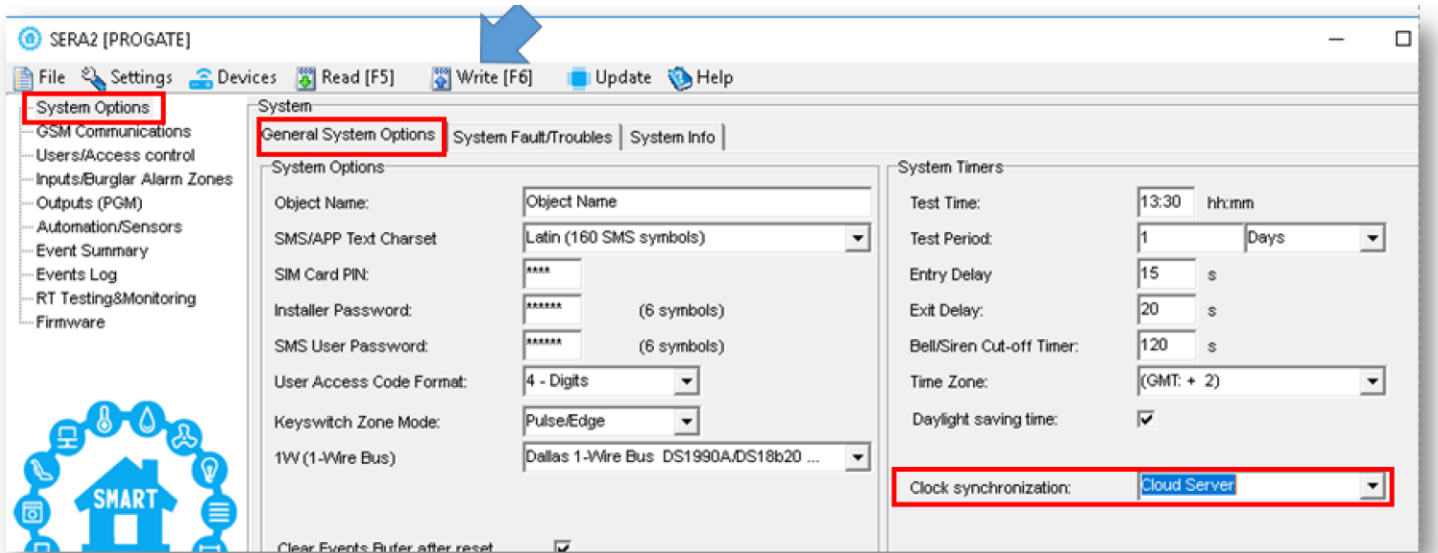 SERA2 [PROGATE]
File Settings Devices Read [F5] Write [F6] Update Help
System Options
GSM Communications
Users/Access control
Inputs/Burglar Alarm Zones
Outputs (PGM)
Automation/Sensors
Event Summary
Events Log
RT Testing&Monitoring
Firmware
SMART
System
General System Options System Fault/Troubles System Info
System Options
Object Name: Object Name
SMS/APP Text Charset Latin (160 SMS symbols)
SIM Card PIN: ****
Installer Password: ****** (6 symbols)
SMS User Password: ****** (6 symbols)
User Access Code Format: 4 - Digits
Keyswitch Zone Mode: Pulse/Edge
1W (1-Wire Bus) Dallas 1-Wire Bus DS1990A/DS18b20 ...
Clear Events Bufer after reset
System Timers
Test Time: 13:30 hh:mm
Test Period: 1 Days
Entry Delay 15 s
Exit Delay: 20 s
Bell/Siren Cut-off Timer: 120 s
Time Zone: (GMT: + 2)
Daylight saving time:
Clock synchronization: Cloud Server